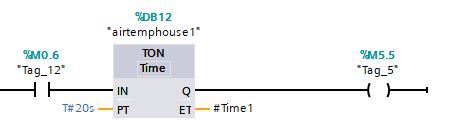 %DB12
"airtemphouse1"
%M0.6
"Tag_12"
TON
Time
%M5.5
"Tag_5"
IN
Q
T#20s
PT
ET
#Time1